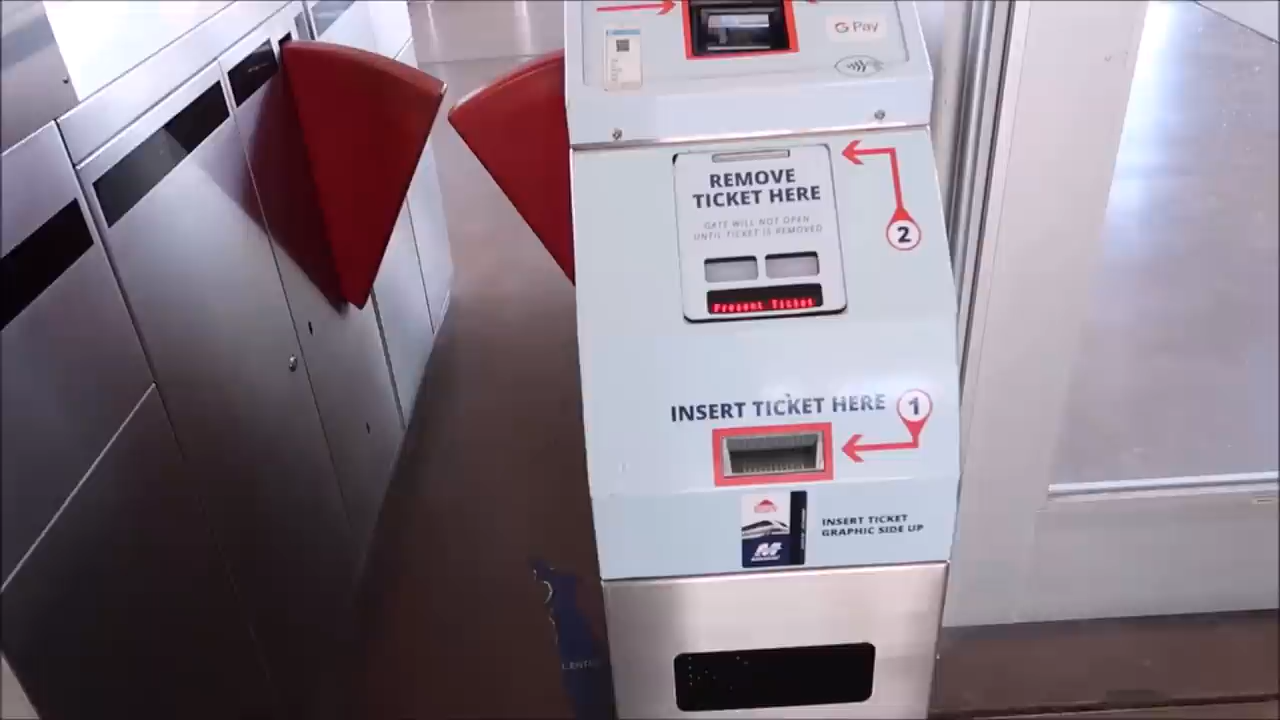 G Pay
REMOVE
TICKET HERE
GATE WILL NOT OPEN
UNTIL TICKET IS REMOVED
2
Present Ticket
INSERT TICKET HERE
1
INSERT TICKET
GRAPHIC SIDE UP
M